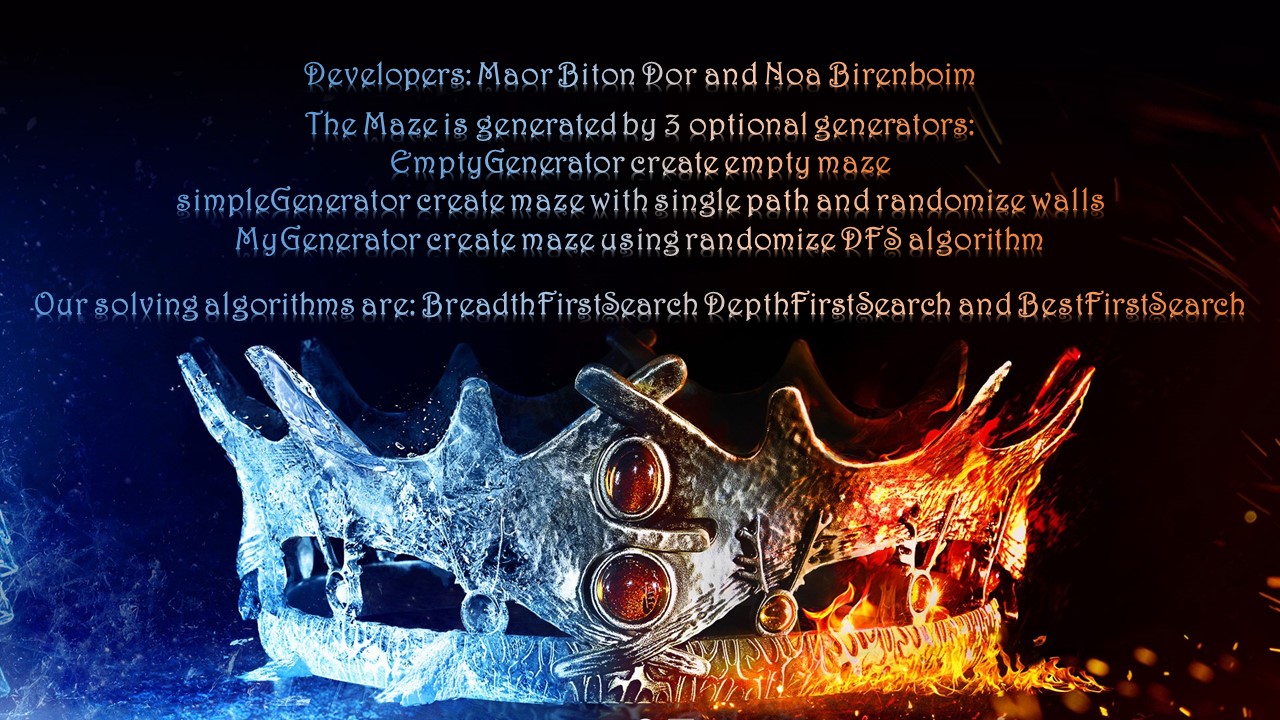 Developers: Maor Biton Dor and Noa Birenboim
The Maze is generated by 3 optional generators:
EmptyGenerator create empty maze
simpleGenerator create maze with single path and randomize walls
MyGenerator create maze using randomize DFS algorithm
Our solving algorithms are: BreadthFirstSearch DepthFirstSearch and BestFirstSearch